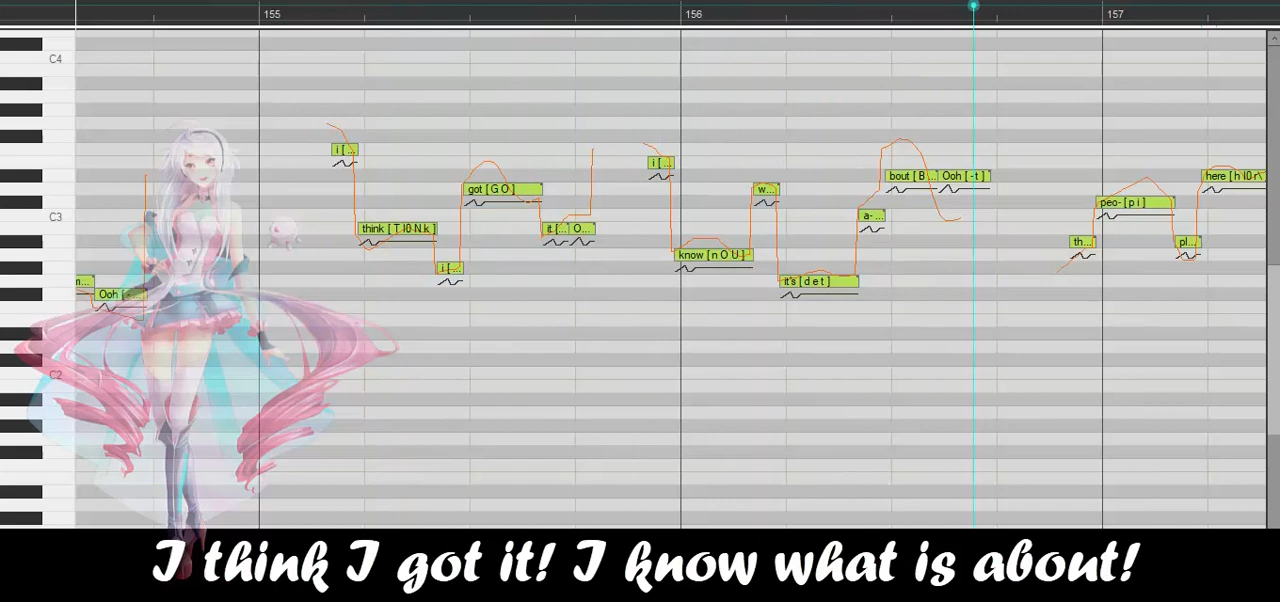 155 156 157
C4
i [...
i [...
bout [ B ... Ooh [ - t ]
here [ h I0 r\
got [ G O ]
w...
C3
a- ...
peo- [ p i ]
think [ T I0 N k ]
it [... O...
th...
pl...
know [ n O U ]
i [...
m...
it's [ d e t ]
Ooh [ -...
C2
I think I got it! I know what is about!